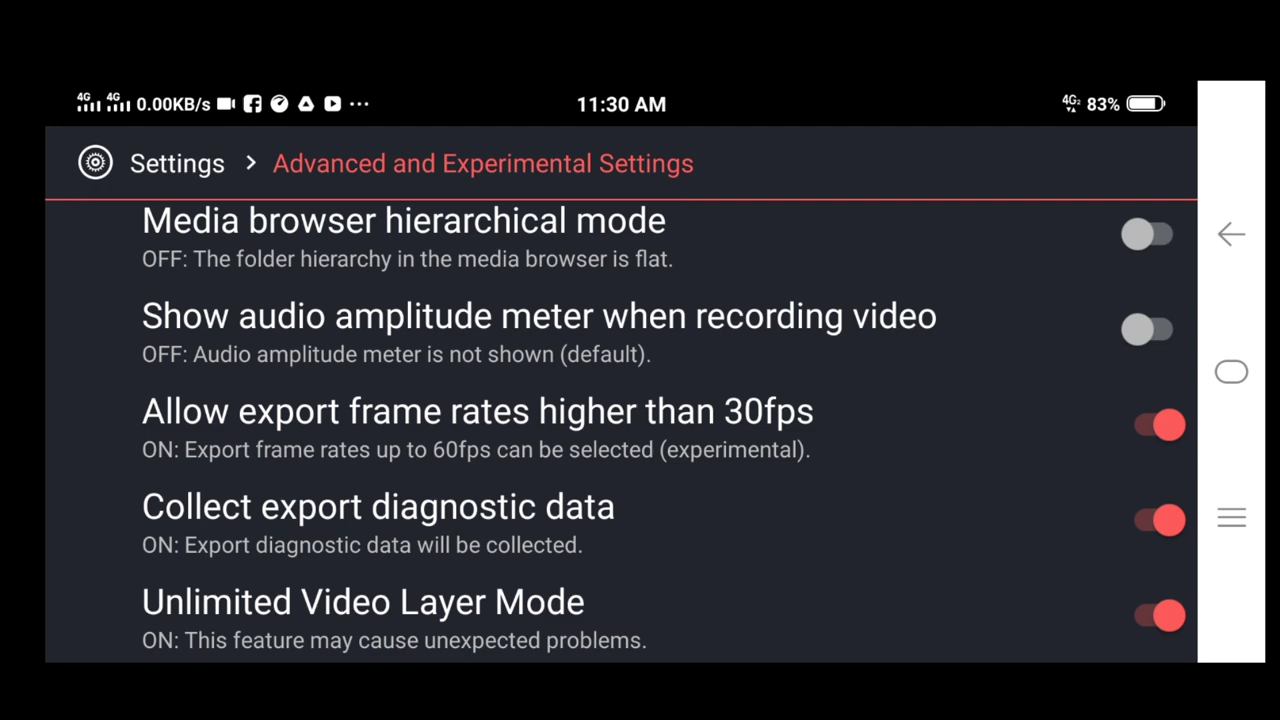 4G 4G 0.00KB/s ... 11:30 AM 4G² 83%
Settings > Advanced and Experimental Settings
Media browser hierarchical mode
OFF: The folder hierarchy in the media browser is flat.
Show audio amplitude meter when recording video
OFF: Audio amplitude meter is not shown (default).
Allow export frame rates higher than 30fps
ON: Export frame rates up to 60fps can be selected (experimental).
Collect export diagnostic data
ON: Export diagnostic data will be collected.
Unlimited Video Layer Mode
ON: This feature may cause unexpected problems.